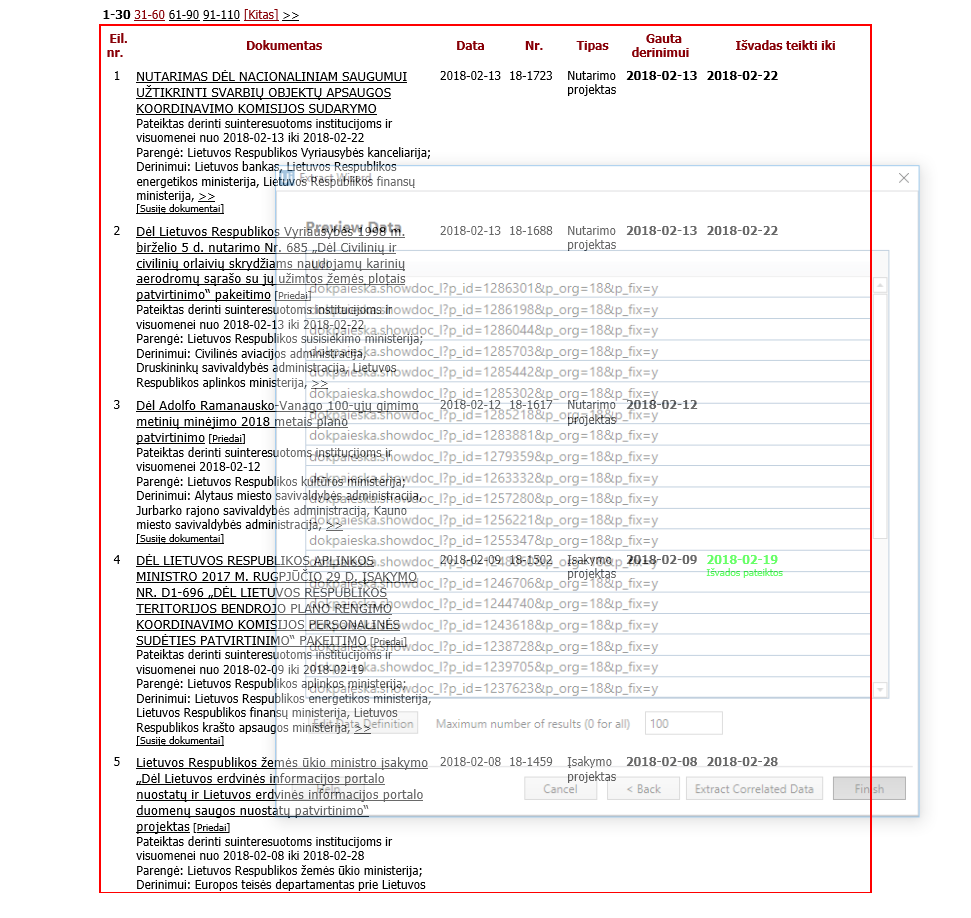 1-30 31-60 61-90 91-110 [Kitas] >>
Eil. nr. Dokumentas Data Nr. Tipas Gauta derinimui Išvadas teikti iki
1 NUTARIMAS DĖL NACIONALINIAM SAUGUMUI 2018-02-13 18-1723 Nutarimo projektas 2018-02-13 2018-02-22
UŽTIKRINTI SVARBIŲ OBJEKTŲ APSAUGOS
KOORDINAVIMO KOMISIJOS SUDARYMO
Pateiktas derinti suinteresuotoms institucijoms ir
visuomenei nuo 2018-02-13 iki 2018-02-22
Parengė: Lietuvos Respublikos Vyriausybės kanceliarija;
Derinimui: Lietuvos bankas, Lietuvos Respublikos
energetikos ministerija, Lietuvos Respublikos finansų
ministerija, >>
[Susije dokumentai]
2 Dėl Lietuvos Respublikos Vyriausybės 1998 m. 2018-02-13 18-1688 Nutarimo projektas 2018-02-13 2018-02-22
birželio 5 d. nutarimo Nr. 685 „Dėl Civilinių ir
civilinių orlaivių skrydžiams naudojamų karinių
aerodromų sąrašo su jų užimtos žemės plotais
patvirtinimo“ pakeitimo [Priedai]
Pateiktas derinti suinteresuotoms institucijoms ir
visuomenei nuo 2018-02-13 iki 2018-02-22
Parengė: Lietuvos Respublikos susisiekimo ministerija;
Derinimui: Civilinės aviacijos administracija,
Druskininkų savivaldybės administracija, Lietuvos
Respublikos aplinkos ministerija, >>
3 Dėl Adolfo Ramanausko-Vanago 100-ųjų gimimo 2018-02-12 18-1617 Nutarimo projektas 2018-02-12
metinių minėjimo 2018 metais plano
patvirtinimo [Priedai]
Pateiktas derinti suinteresuotoms institucijoms ir
visuomenei 2018-02-12
Parengė: Lietuvos Respublikos kultūros ministerija;
Derinimui: Alytaus miesto savivaldybės administracija,
Jurbarko rajono savivaldybės administracija, Kauno
miesto savivaldybės administracija, >>
[Susije dokumentai]
4 DĖL LIETUVOS RESPUBLIKOS APLINKOS 2018-02-09 18-1502 Įsakymo projektas 2018-02-09 2018-02-19
Išvados pateiktos
MINISTRO 2017 M. RUGPJŪČIO 29 D. ĮSAKYMO
NR. D1-696 „DĖL LIETUVOS RESPUBLIKOS
TERITORIJOS BENDROJO PLANO RENGIMO
KOORDINAVIMO KOMISIJOS PERSONALINĖS
SUDĖTIES PATVIRTINIMO“ PAKEITIMO [Priedai]
Pateiktas derinti suinteresuotoms institucijoms ir
visuomenei nuo 2018-02-09 iki 2018-02-19
Parengė: Lietuvos Respublikos aplinkos ministerija;
Derinimui: Lietuvos Respublikos energetikos ministerija,
Lietuvos Respublikos finansų ministerija, Lietuvos
Respublikos krašto apsaugos ministerija, >>
[Susije dokumentai]
5 Lietuvos Respublikos žemės ūkio ministro įsakymo 2018-02-08 18-1459 Įsakymo projektas 2018-02-08 2018-02-28
„Dėl Lietuvos erdvinės informacijos portalo
nuostatų ir Lietuvos erdvinės informacijos portalo
duomenų saugos nuostatų patvirtinimo“
projektas [Priedai]
Pateiktas derinti suinteresuotoms institucijoms ir
visuomenei nuo 2018-02-08 iki 2018-02-28
Parengė: Lietuvos Respublikos žemės ūkio ministerija;
Derinimui: Europos teisės departamentas prie Lietuvos
Extract Wizard
Preview Data
dokpaieska.showdoc_l?p_id=1286301&p_org=18&p_fix=y
dokpaieska.showdoc_l?p_id=1286198&p_org=18&p_fix=y
dokpaieska.showdoc_l?p_id=1286044&p_org=18&p_fix=y
dokpaieska.showdoc_l?p_id=1285703&p_org=18&p_fix=y
dokpaieska.showdoc_l?p_id=1285442&p_org=18&p_fix=y
dokpaieska.showdoc_l?p_id=1285302&p_org=18&p_fix=y
dokpaieska.showdoc_l?p_id=1285218&p_org=18&p_fix=y
dokpaieska.showdoc_l?p_id=1283881&p_org=18&p_fix=y
dokpaieska.showdoc_l?p_id=1279359&p_org=18&p_fix=y
dokpaieska.showdoc_l?p_id=1263332&p_org=18&p_fix=y
dokpaieska.showdoc_l?p_id=1257280&p_org=18&p_fix=y
dokpaieska.showdoc_l?p_id=1256221&p_org=18&p_fix=y
dokpaieska.showdoc_l?p_id=1255347&p_org=18&p_fix=y
dokpaieska.showdoc_l?p_id=1246706&p_org=18&p_fix=y
dokpaieska.showdoc_l?p_id=1244740&p_org=18&p_fix=y
dokpaieska.showdoc_l?p_id=1243618&p_org=18&p_fix=y
dokpaieska.showdoc_l?p_id=1238728&p_org=18&p_fix=y
dokpaieska.showdoc_l?p_id=1239705&p_org=18&p_fix=y
dokpaieska.showdoc_l?p_id=1237623&p_org=18&p_fix=y
Edit Data Definition Maximum number of results (0 for all) 100
Help Cancel < Back Extract Correlated Data Finish